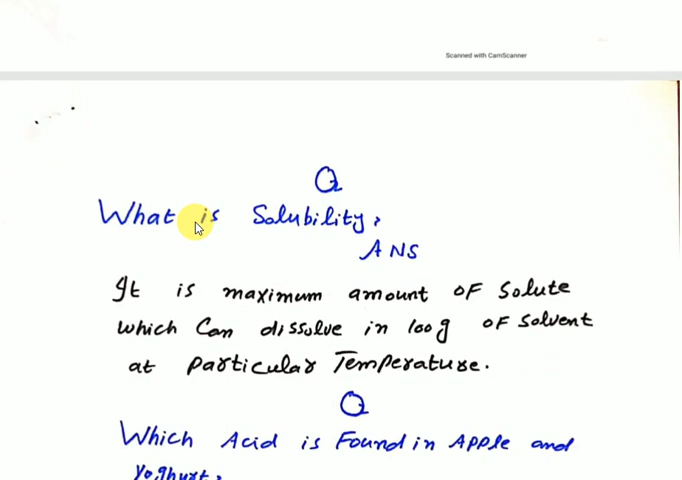 Scanned with CamScanner
Q
What is Solubility,
ANS
It is maximum amount of solute
which can dissolve in 100g of solvent
at particular Temperature.
Q
Which Acid is Found in Apple and
Yoghurt,